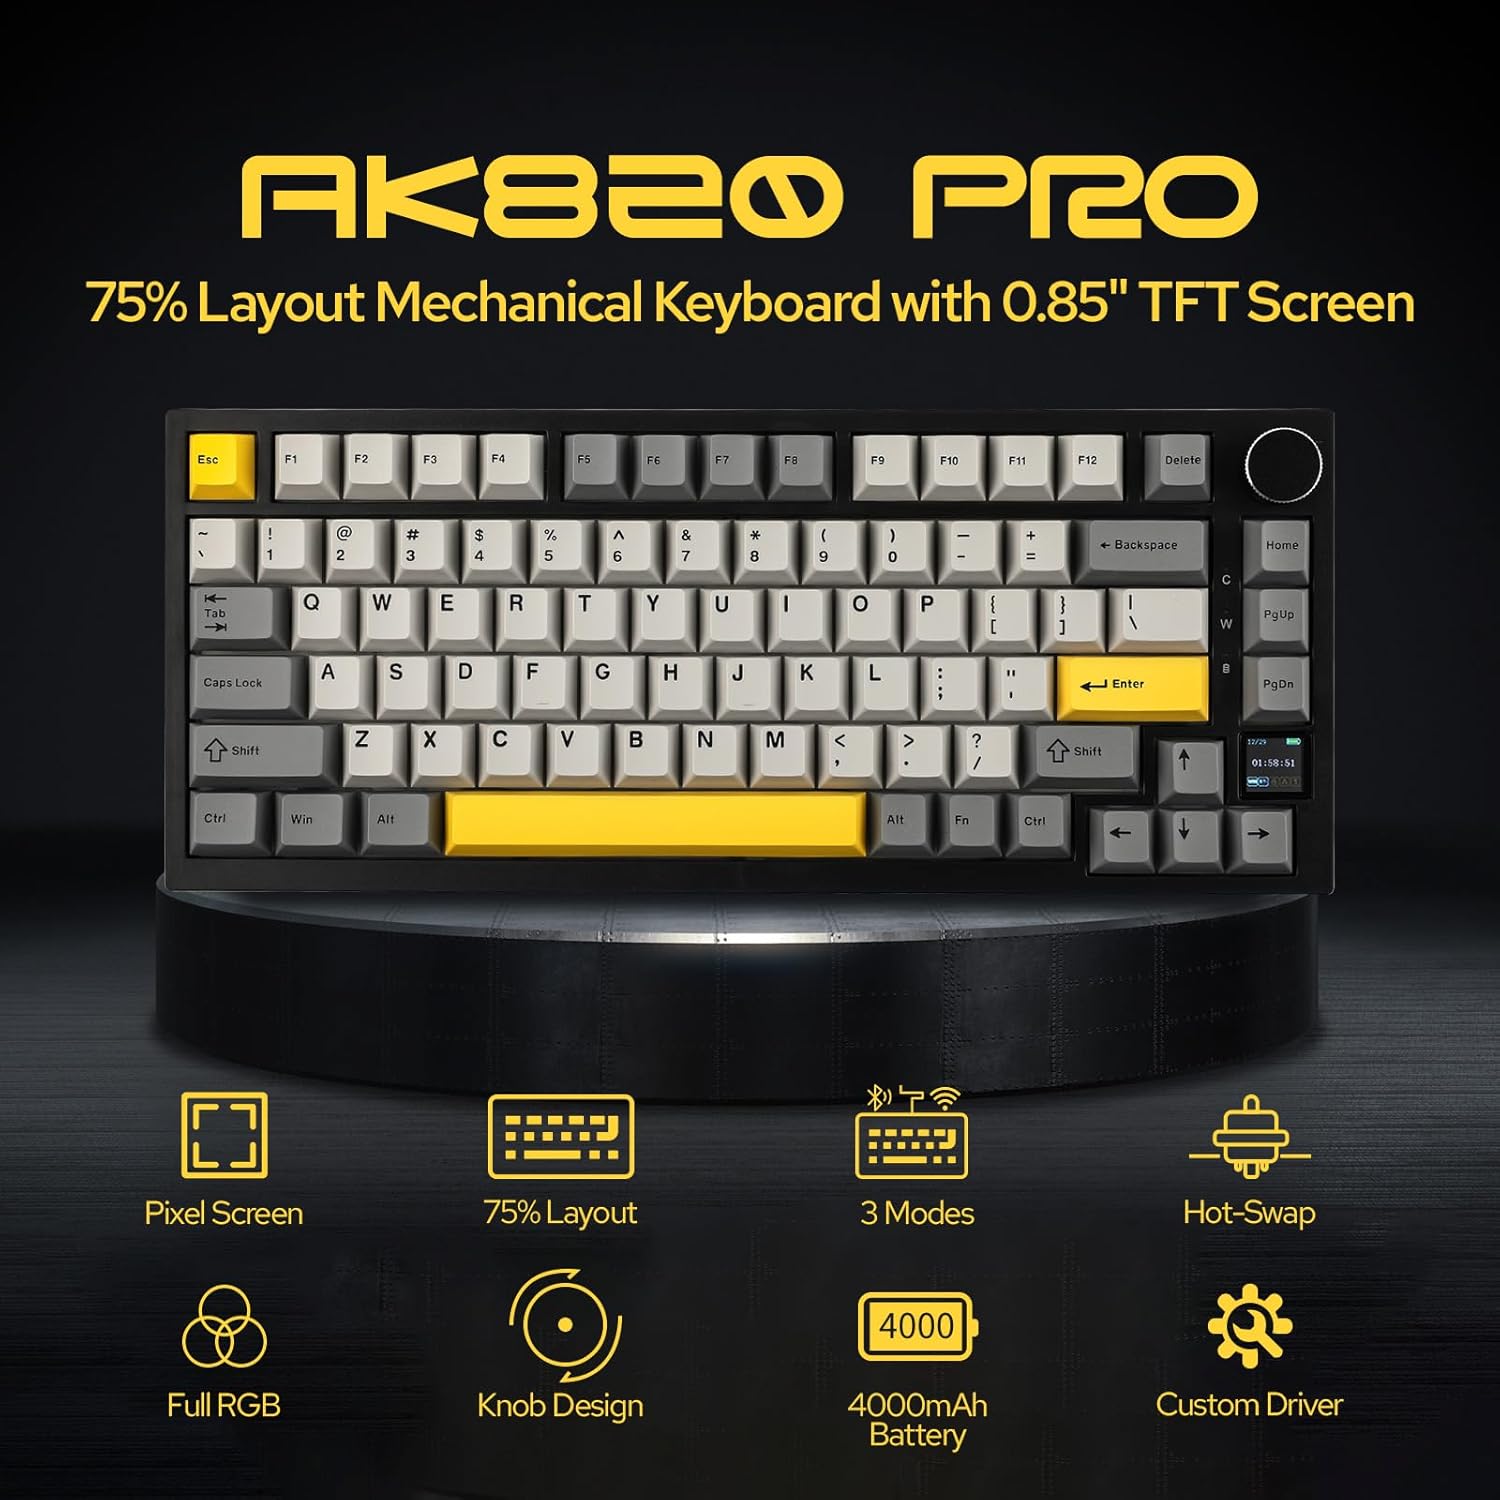 AK820 PRO
75% Layout Mechanical Keyboard with 0.85" TFT Screen
Esc F1 F2 F3 F4 F5 F6 F7 F8 F9 F10 F11 F12 Delete
~ ! @ # $ % ^ & * ( ) — +
` 1 2 3 4 5 6 7 8 9 0 - = ← Backspace Home
C
Tab Q W E R T Y U I O P { [ } ] | \ PgUp
W
Caps Lock A S D F G H J K L : ; " ' Enter PgDn
B
Shift Z X C V B N M < , > . ? / Shift ↑
12/29
01:58:51
Ctrl Win Alt Alt Fn Ctrl ← ↓ →
Pixel Screen
75% Layout
3 Modes
Hot-Swap
Full RGB
Knob Design
4000
4000mAh
Battery
Custom Driver